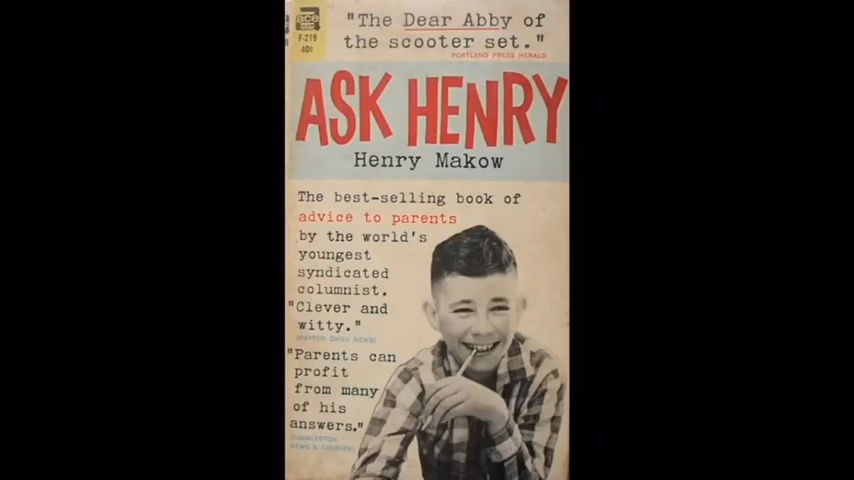 ace
F-219
40¢
"The Dear Abby of
the scooter set."
PORTLAND PRESS HERALD
ASK HENRY
Henry Makow
The best-selling book of
advice to parents
by the world's
youngest
syndicated
columnist.
"Clever and
witty."
(DAYTON DAILY NEWS)
"Parents can
profit
from many
of his
answers."
(CHARLESTON
NEWS & COURIER)